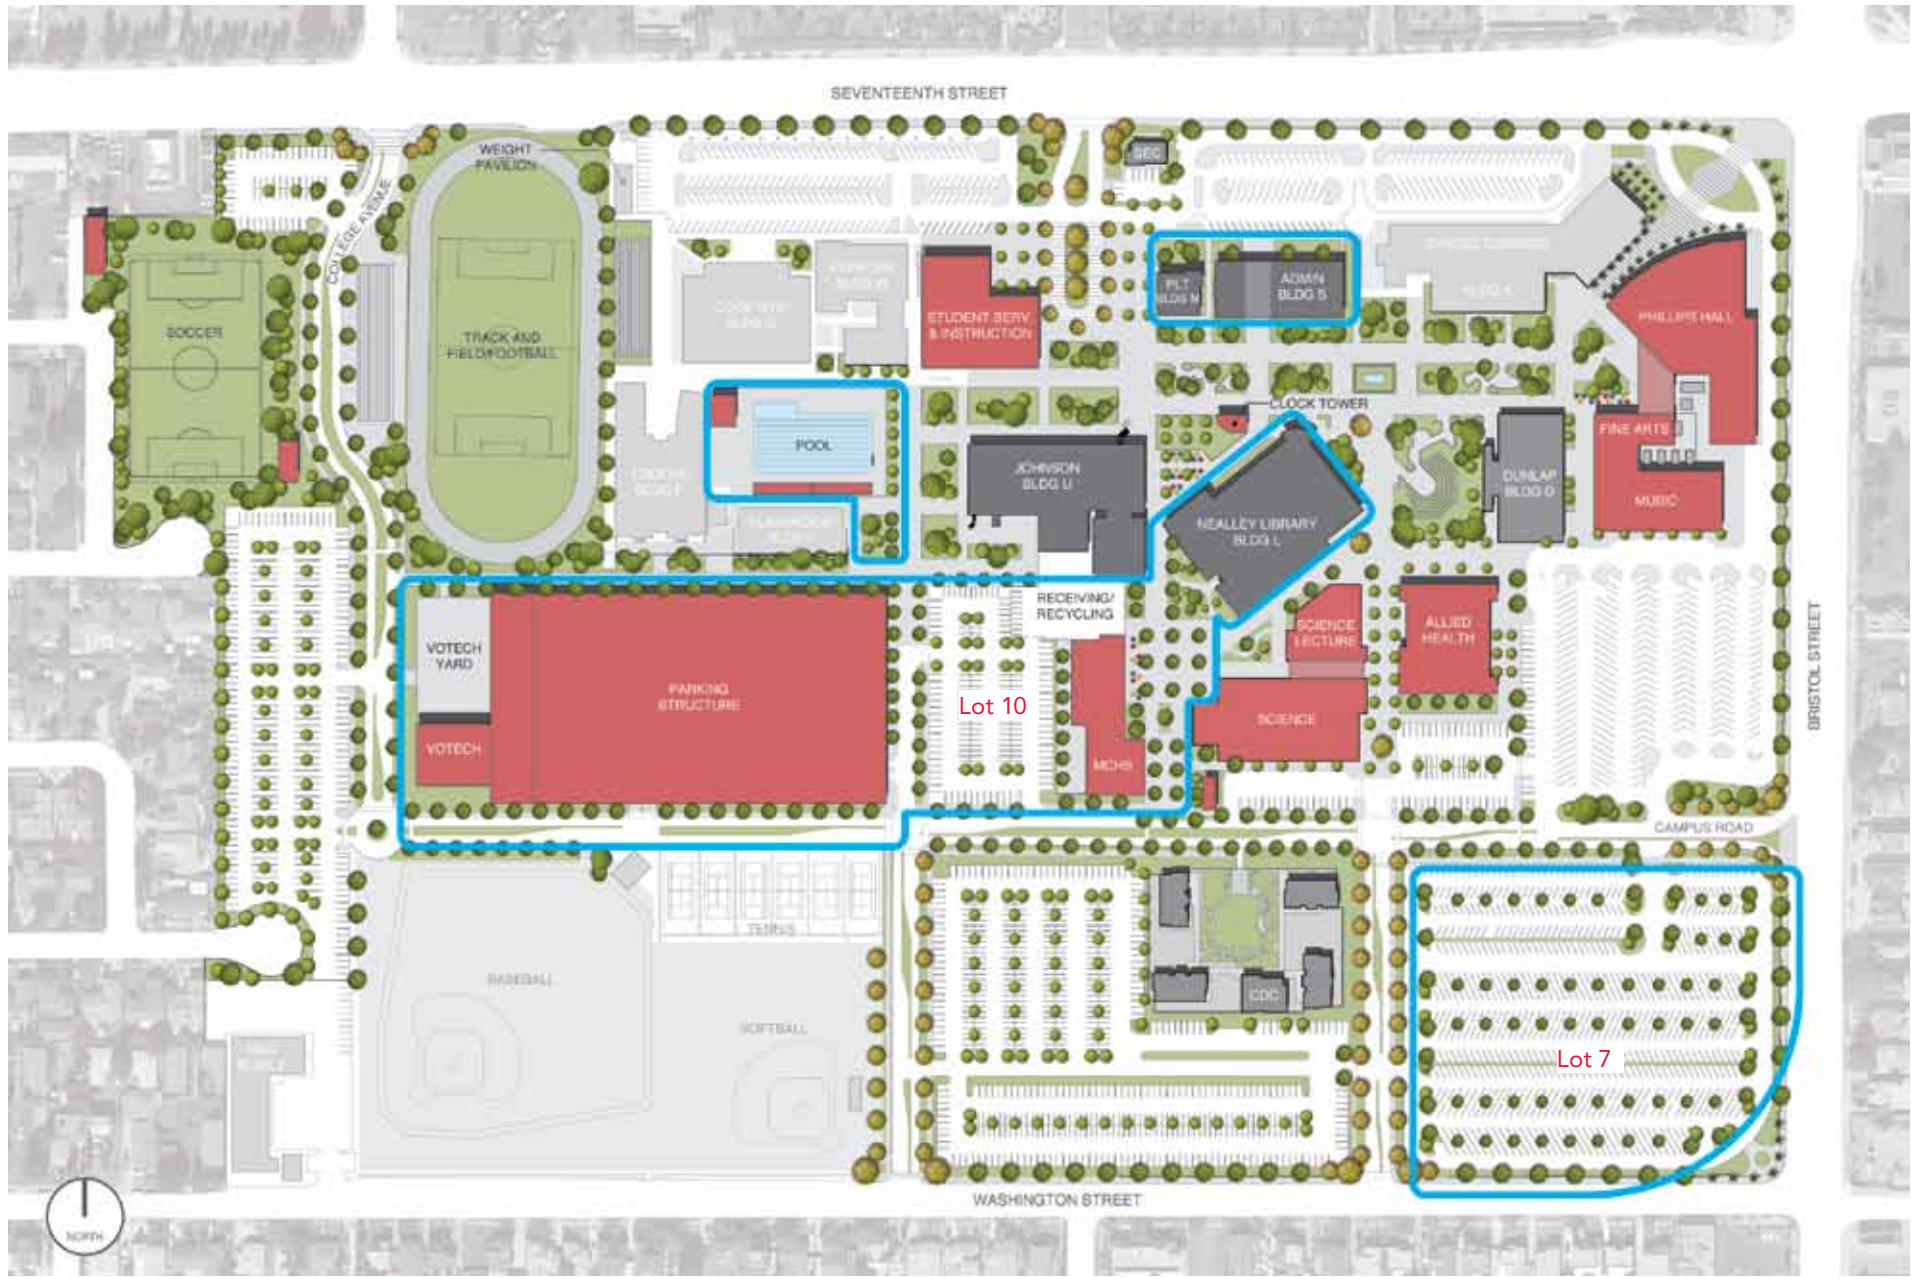 SEVENTEENTH STREET
WEIGHT
PAVILION
SEC
COLLEGE AVENUE
PLT
BLDG M
ADMIN
BLDG S
SOCCER
STUDENT SERV.
& INSTRUCTION
PHILLIPS HALL
TRACK AND
FIELD/FOOTBALL
CLOCK TOWER
POOL
FINE ARTS
JOHNSON
BLDG U
DUNLAP
BLDG D
MUSIC
NEALLEY LIBRARY
BLDG L
RECEIVING/
RECYCLING
SCIENCE
LECTURE
ALLIED
HEALTH
VOTECH
YARD
PARKING
STRUCTURE
Lot 10
SCIENCE
BRISTOL STREET
VOTECH
MCHS
CAMPUS ROAD
TENNIS
BASEBALL
CDC
SOFTBALL
Lot 7
WASHINGTON STREET
NORTH